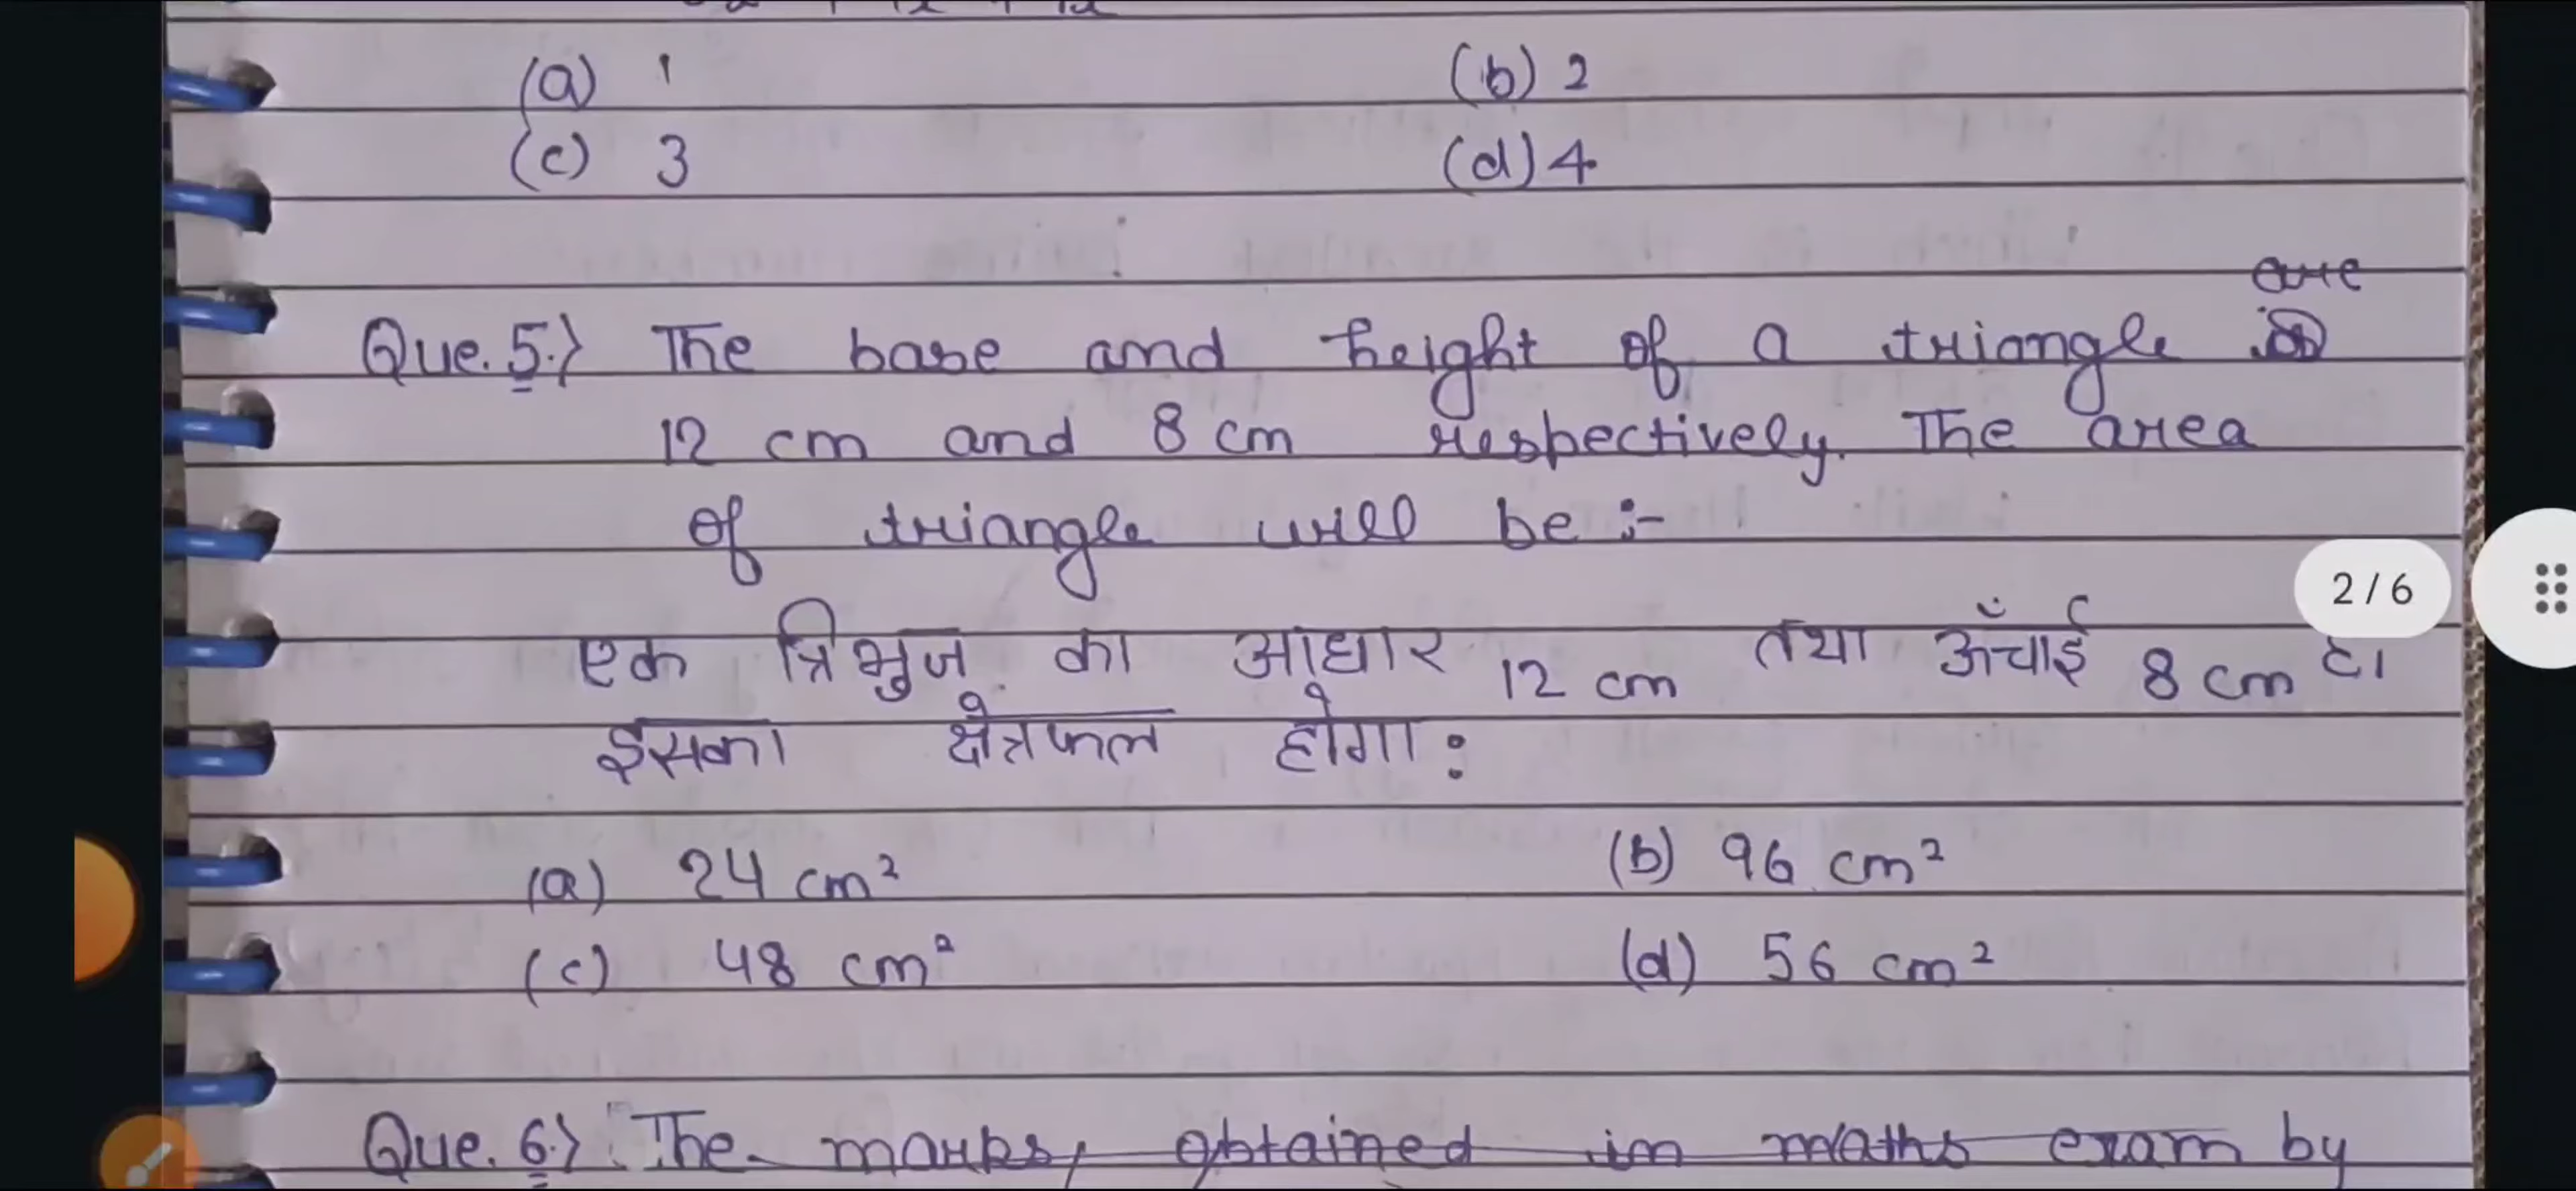 (a) 1 (b) 2
(c) 3 (d) 4
are
Que. 5.) The base and height of a triangle
12 cm and 8 cm respectively. The area
of triangle will be :-
2 / 6
एक त्रिभुज का आधार 12 cm तथा ऊँचाई 8 cm है।
इसका क्षेत्रफल होगा :
(a) 24 cm² (b) 96 cm²
(c) 48 cm² (d) 56 cm²
Que. 6.) The marks, obtained in maths exam by